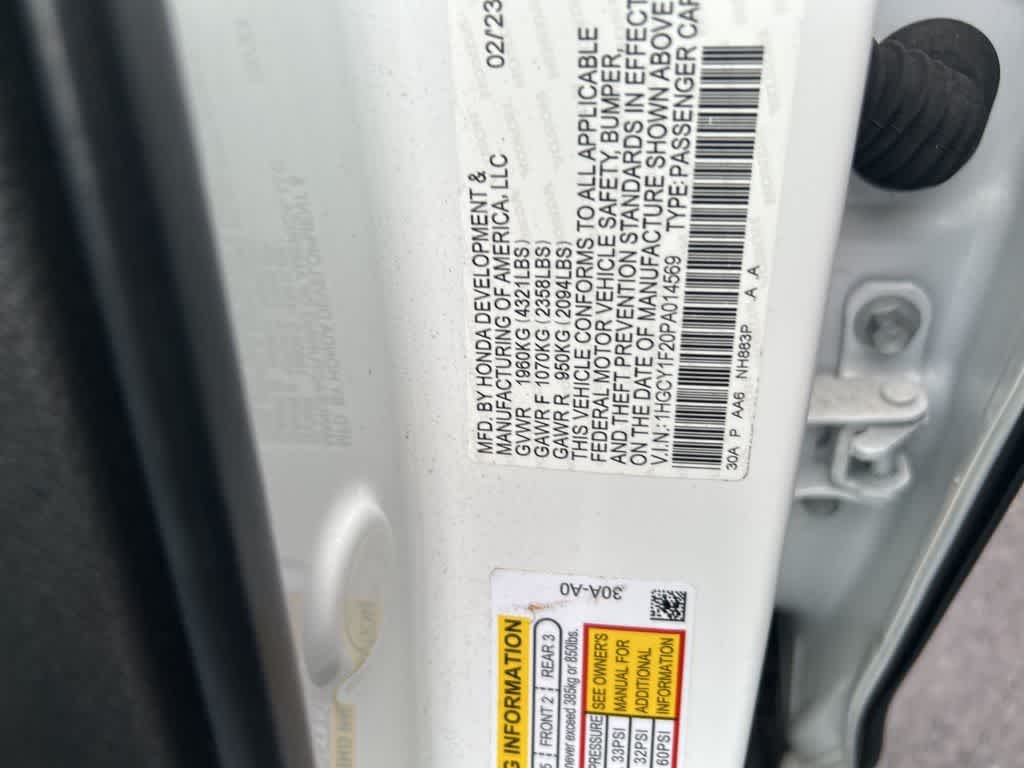 MFD. BY HONDA DEVELOPMENT & 02/23
MANUFACTURING OF AMERICA, LLC.
GVWR 1960KG (4321LBS)
GAWR F 1070KG (2358LBS)
GAWR R 950KG (2094LBS)
THIS VEHICLE CONFORMS TO ALL APPLICABLE
FEDERAL MOTOR VEHICLE SAFETY, BUMPER,
AND THEFT PREVENTION STANDARDS IN EFFECT
ON THE DATE OF MANUFACTURE SHOWN ABOVE
V.I.N.: 1HGCY1F20PA014569 TYPE: PASSENGER CAR
30A P AA6 NH883P A A
30A-A0
G INFORMATION
5 FRONT 2 REAR 3
never exceed 385kg or 850lbs.
PRESSURE SEE OWNER'S
33PSI MANUAL FOR
32PSI ADDITIONAL
60PSI INFORMATION